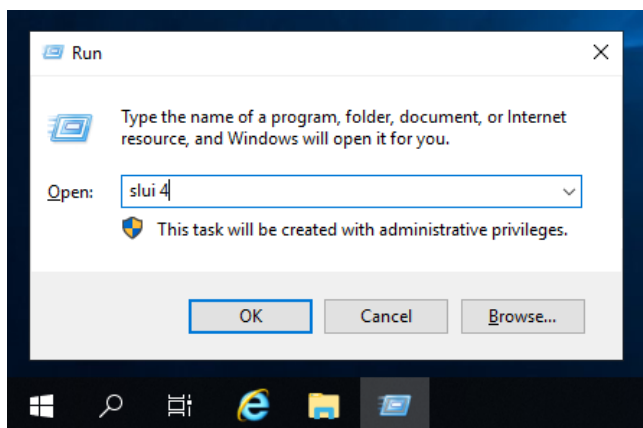 Run
Type the name of a program, folder, document, or Internet
resource, and Windows will open it for you.
Open: slui 4
This task will be created with administrative privileges.
OK Cancel Browse...